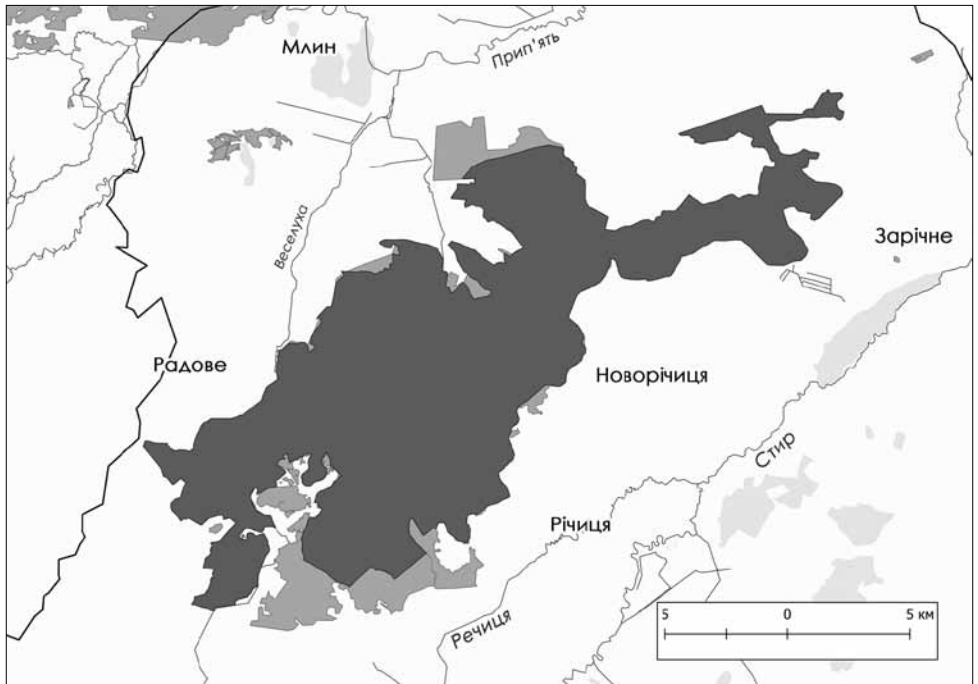 Млин
Прип'ять
Веселуха
Зарічне
Радове
Новорічиця
Стир
Річиця
Речиця
5 0 5 км